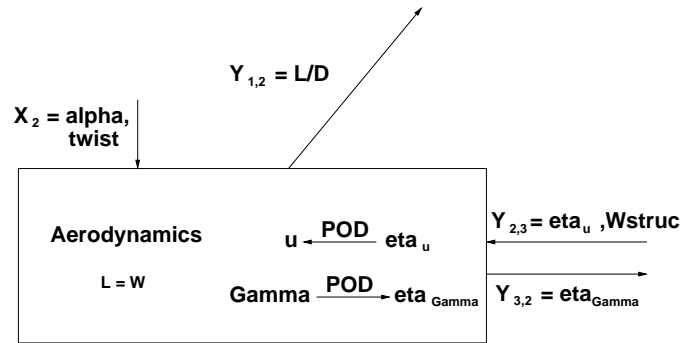 Y 1,2 = L/D
X 2 = alpha,
twist
Aerodynamics
L = W
u POD eta u
Gamma POD eta Gamma
Y 2,3 = eta u ,Wstruc
Y 3,2 = eta Gamma